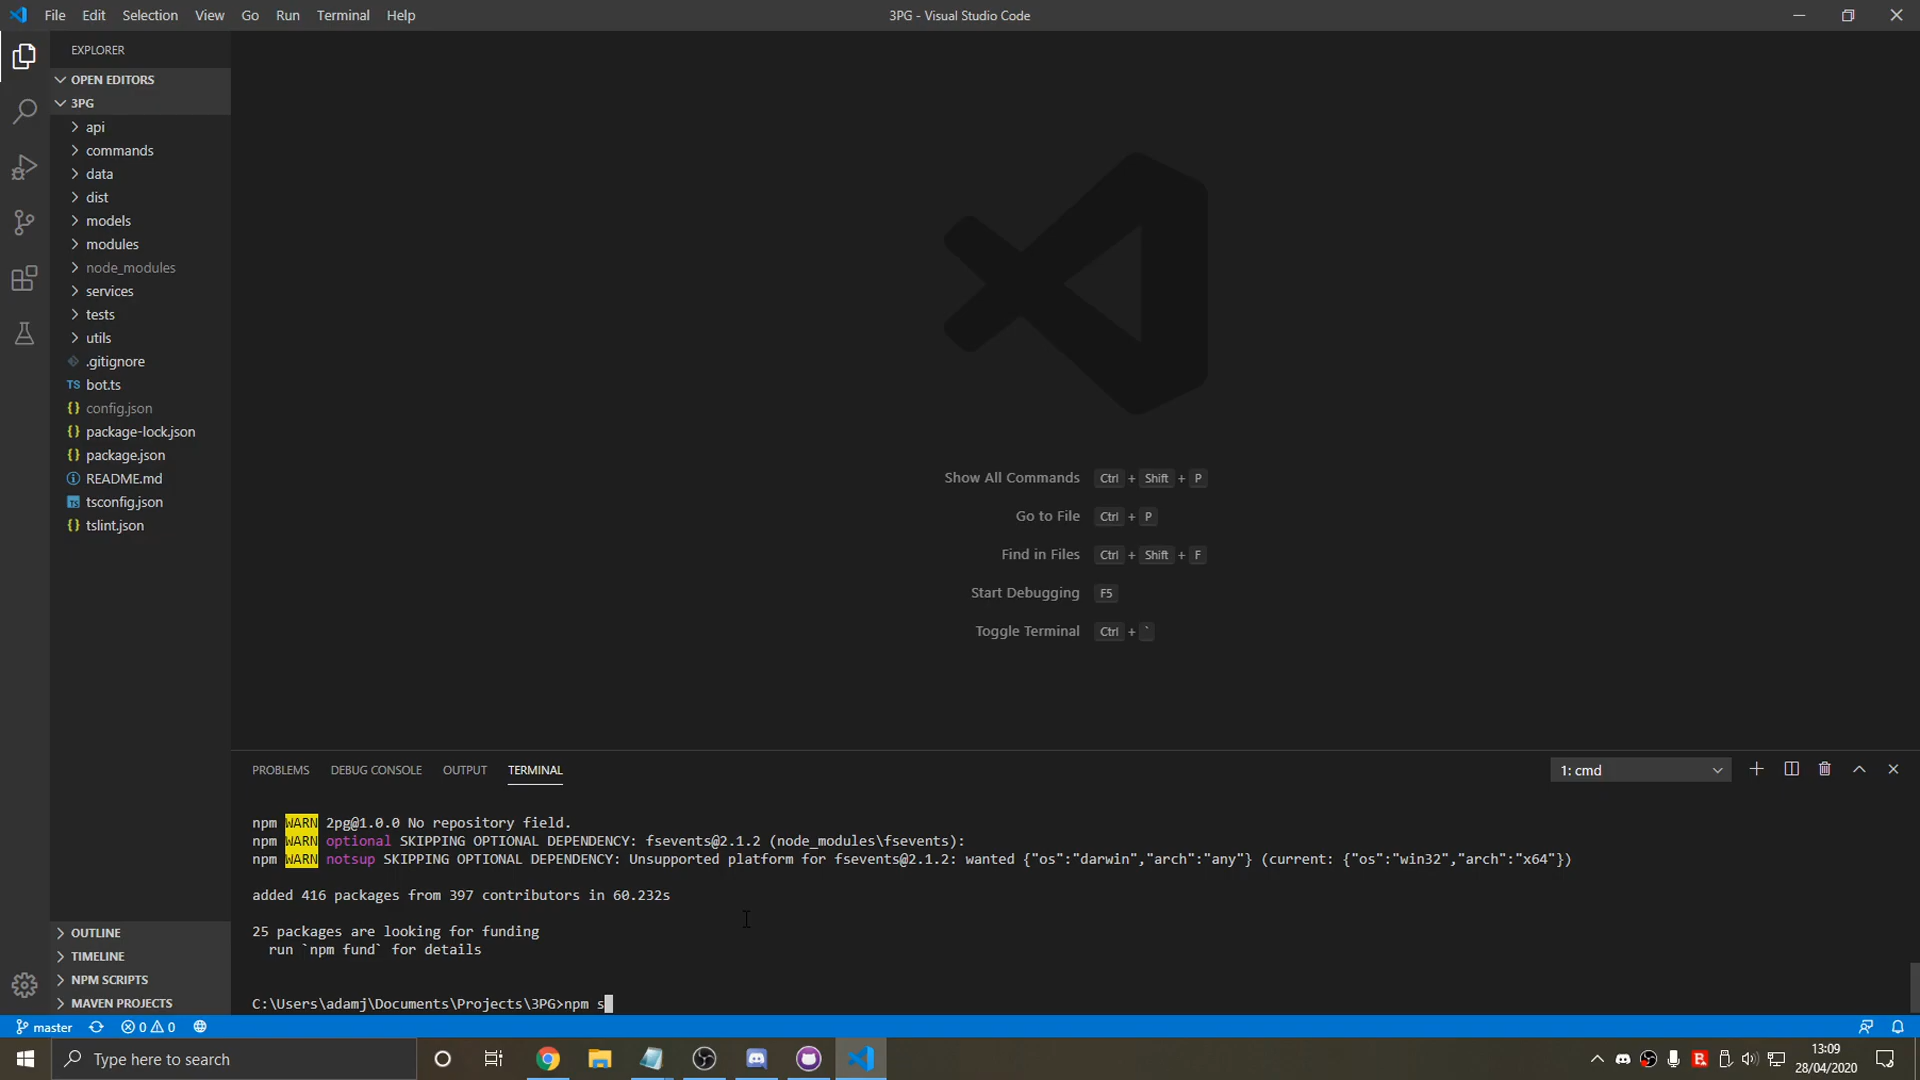 File Edit Selection View Go Run Terminal Help
3PG - Visual Studio Code
EXPLORER
OPEN EDITORS
3PG
api
commands
data
dist
models
modules
node_modules
services
tests
utils
.gitignore
TS bot.ts
{} config.json
{} package-lock.json
{} package.json
README.md
TS tsconfig.json
{} tslint.json
OUTLINE
TIMELINE
NPM SCRIPTS
MAVEN PROJECTS
Show All Commands Ctrl + Shift + P
Go to File Ctrl + P
Find in Files Ctrl + Shift + F
Start Debugging F5
Toggle Terminal Ctrl + `
PROBLEMS DEBUG CONSOLE OUTPUT TERMINAL
1: cmd
npm WARN 2pg@1.0.0 No repository field.
npm WARN optional SKIPPING OPTIONAL DEPENDENCY: fsevents@2.1.2 (node_modules\fsevents):
npm WARN notsup SKIPPING OPTIONAL DEPENDENCY: Unsupported platform for fsevents@2.1.2: wanted {"os":"darwin","arch":"any"} (current: {"os":"win32","arch":"x64"})
added 416 packages from 397 contributors in 60.232s
25 packages are looking for funding
run `npm fund` for details
C:\Users\adamj\Documents\Projects\3PG>npm s
master 0 0
Type here to search
13:09
28/04/2020